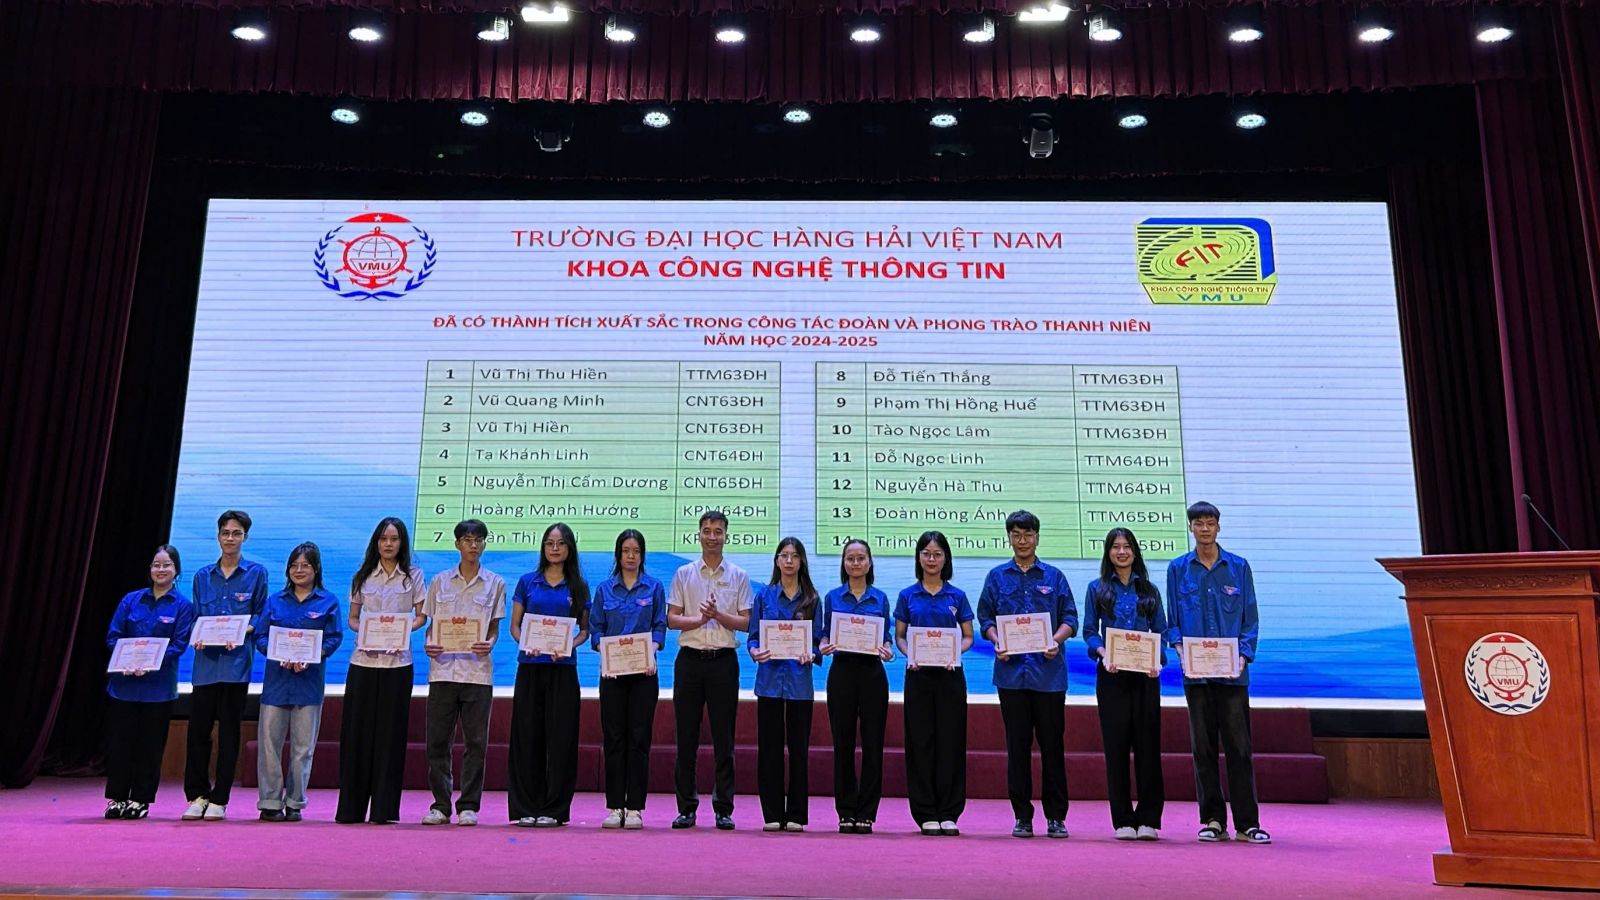 TRƯỜNG ĐẠI HỌC HÀNG HẢI VIỆT NAM
KHOA CÔNG NGHỆ THÔNG TIN
VMU
FIT
KHOA CÔNG NGHỆ THÔNG TIN
VMU
ĐÃ CÓ THÀNH TÍCH XUẤT SẮC TRONG CÔNG TÁC ĐOÀN VÀ PHONG TRÀO THANH NIÊN
NĂM HỌC 2024-2025
1 Vũ Thị Thu Hiền TTM63ĐH
2 Vũ Quang Minh CNT63ĐH
3 Vũ Thị Hiền CNT63ĐH
4 Tạ Khánh Linh CNT64ĐH
5 Nguyễn Thị Cẩm Dương CNT65ĐH
6 Hoàng Mạnh Hướng KPM64ĐH
7 Thị
8 Đỗ Tiến Thắng TTM63ĐH
9 Phạm Thị Hồng Huế TTM63ĐH
10 Tào Ngọc Lâm TTM63ĐH
11 Đỗ Ngọc Linh TTM64ĐH
12 Nguyễn Hà Thu TTM64ĐH
13 Đoàn Hồng Ánh TTM65ĐH
14 Trịnh Thu
VMU